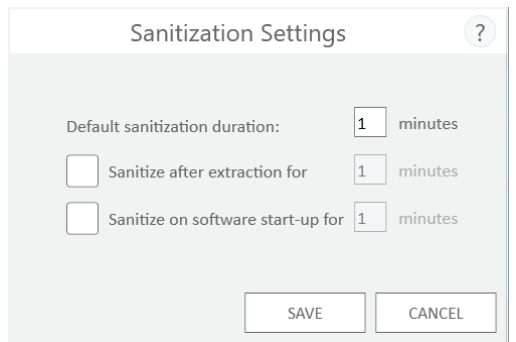 Sanitization Settings ?
Default sanitization duration: 1 minutes
Sanitize after extraction for 1 minutes
Sanitize on software start-up for 1 minutes
SAVE CANCEL